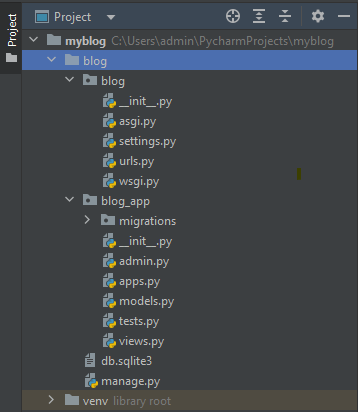 Project
Project
myblog C:\Users\admin\PycharmProjects\myblog
blog
blog
__init__.py
asgi.py
settings.py
urls.py
wsgi.py
blog_app
migrations
__init__.py
admin.py
apps.py
models.py
tests.py
views.py
db.sqlite3
manage.py
venv library root